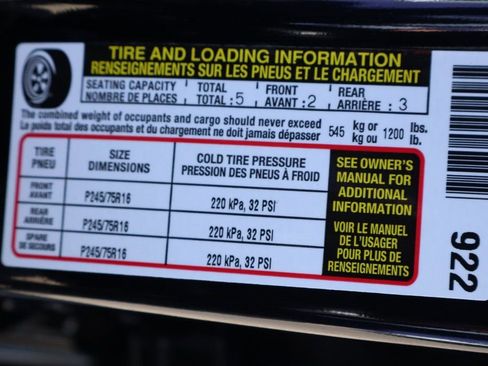 TIRE AND LOADING INFORMATION
RENSEIGNEMENTS SUR LES PNEUS ET LE CHARGEMENT
SEATING CAPACITY TOTAL FRONT REAR
NOMBRE DE PLACES TOTAL: 5 AVANT: 2 ARRIÈRE: 3
The combined weight of occupants and cargo should never exceed 545 kg or 1200 lbs.
Le poids total des occupants et du chargement ne doit jamais dépasser kg ou lb.
TIRE
PNEU
SIZE
DIMENSIONS
COLD TIRE PRESSURE
PRESSION DES PNEUS À FROID
FRONT
AVANT
P245/75R16 220 kPa, 32 PSI
REAR
ARRIÈRE
P245/75R16 220 kPa, 32 PSI
SPARE
DE SECOURS
P245/75R16 220 kPa, 32 PSI
SEE OWNER'S
MANUAL FOR
ADDITIONAL
INFORMATION
VOIR LE MANUEL
DE L'USAGER
POUR PLUS DE
RENSEIGNEMENTS
922